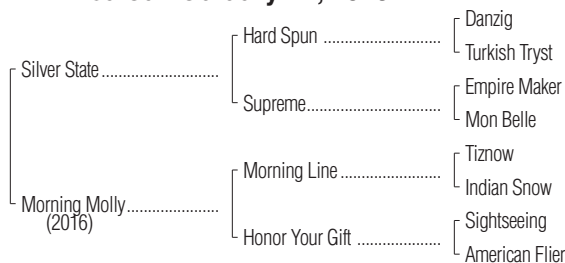 Hard Spun
Danzig
Turkish Tryst
Silver State
Supreme
Empire Maker
Mon Belle
Morning Line
Tiznow
Indian Snow
Morning Molly
(2016)
Honor Your Gift
Sightseeing
American Flier